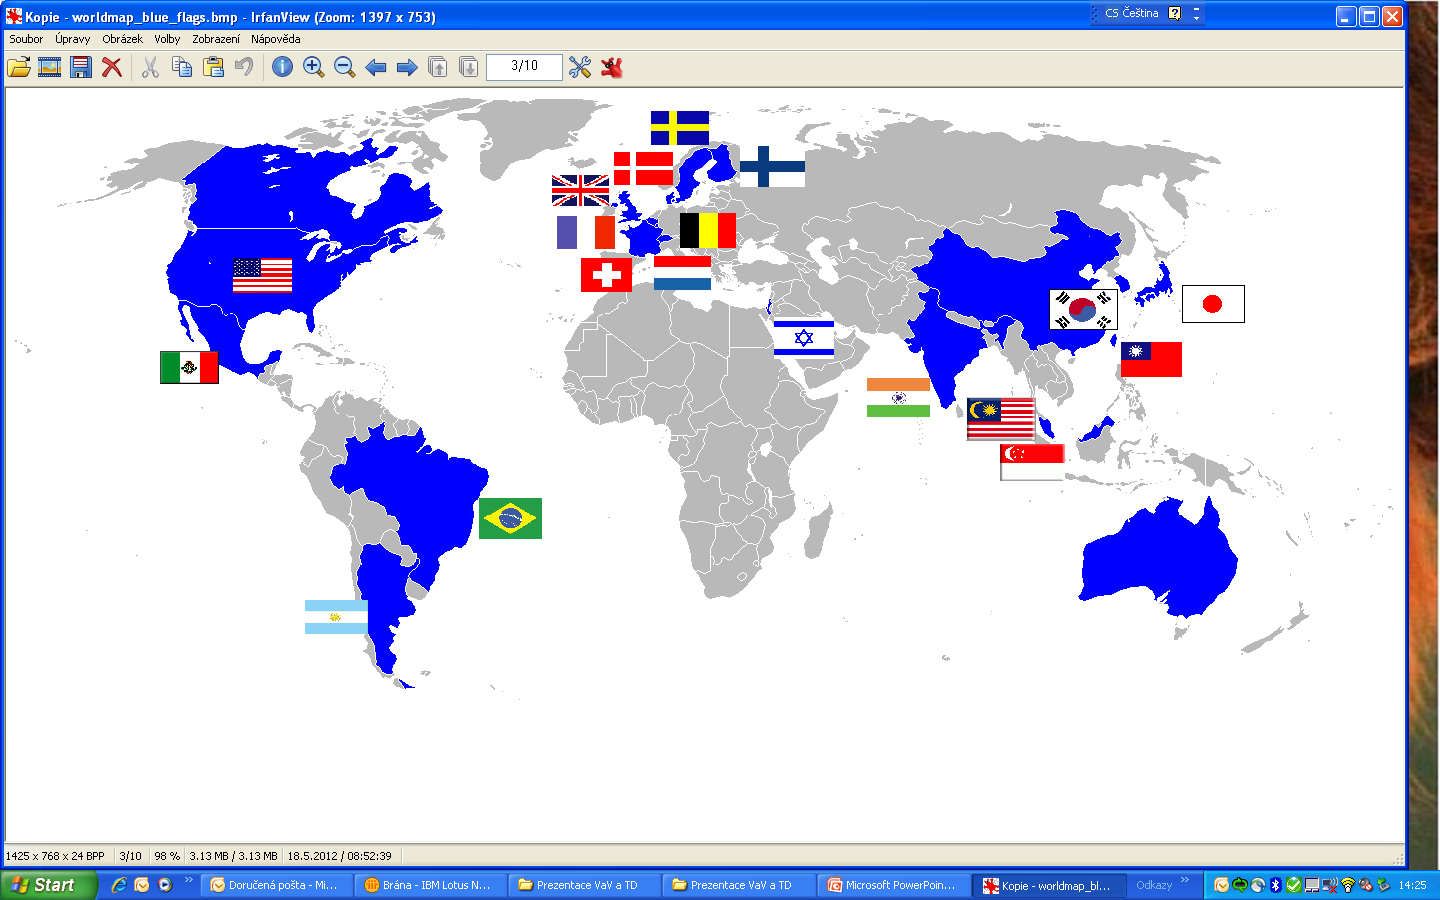 Kopie - worldmap_blue_flags.bmp - IrfanView (Zoom: 1397 x 753)
CS Čeština
Soubor Úpravy Obrázek Volby Zobrazení Nápověda
3/10
1425 x 768 x 24 BPP 3/10 98 % 3.13 MB / 3.13 MB 18.5.2012 / 08:52:39
Start Doručená pošta - Mi... Brána - IBM Lotus N... Prezentace VaV a TD Prezentace VaV a TD Microsoft PowerPoin... Kopie - worldmap_bl... Odkazy 14:25